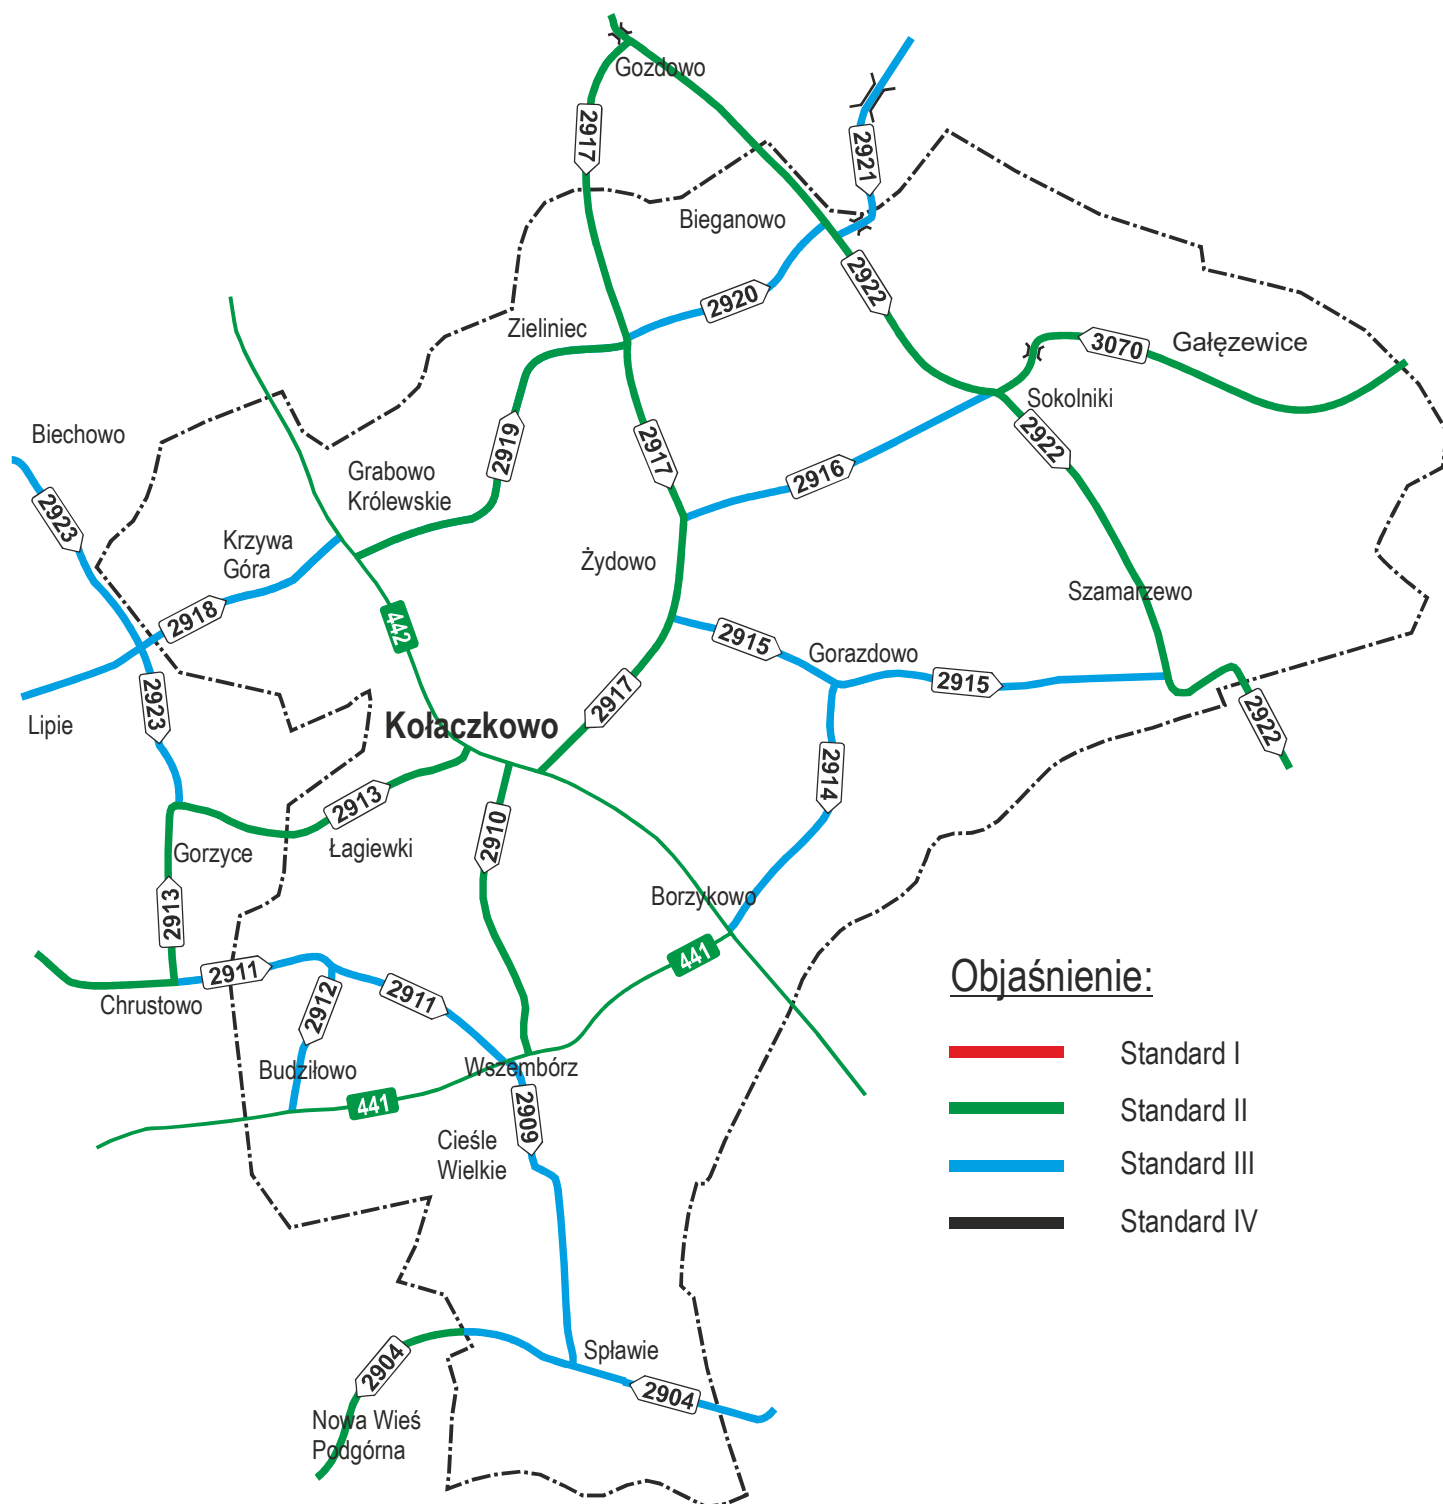 Gozdowo
2917
2921
Bieganowo
2922
2920
Zieliniec
3070
Gałęzewice
Sokolniki
Biechowo
2919
2917
2922
Grabowo
Królewskie
2916
2923
Krzywa
Góra
Żydowo
Szamarzewo
2918
442
2915
Gorazdowo
2915
2923
2917
Lipie
Kołaczkowo
2922
2914
2913
2910
Gorzyce
Łagiewki
Borzykowo
2913
441
2911
2912
2911
Chrustowo
Budziłowo
Wszembórz
441
2909
Cieśle
Wielkie
Spławie
2904
2904
Nowa Wieś
Podgórna
Objaśnienie:
Standard I
Standard II
Standard III
Standard IV